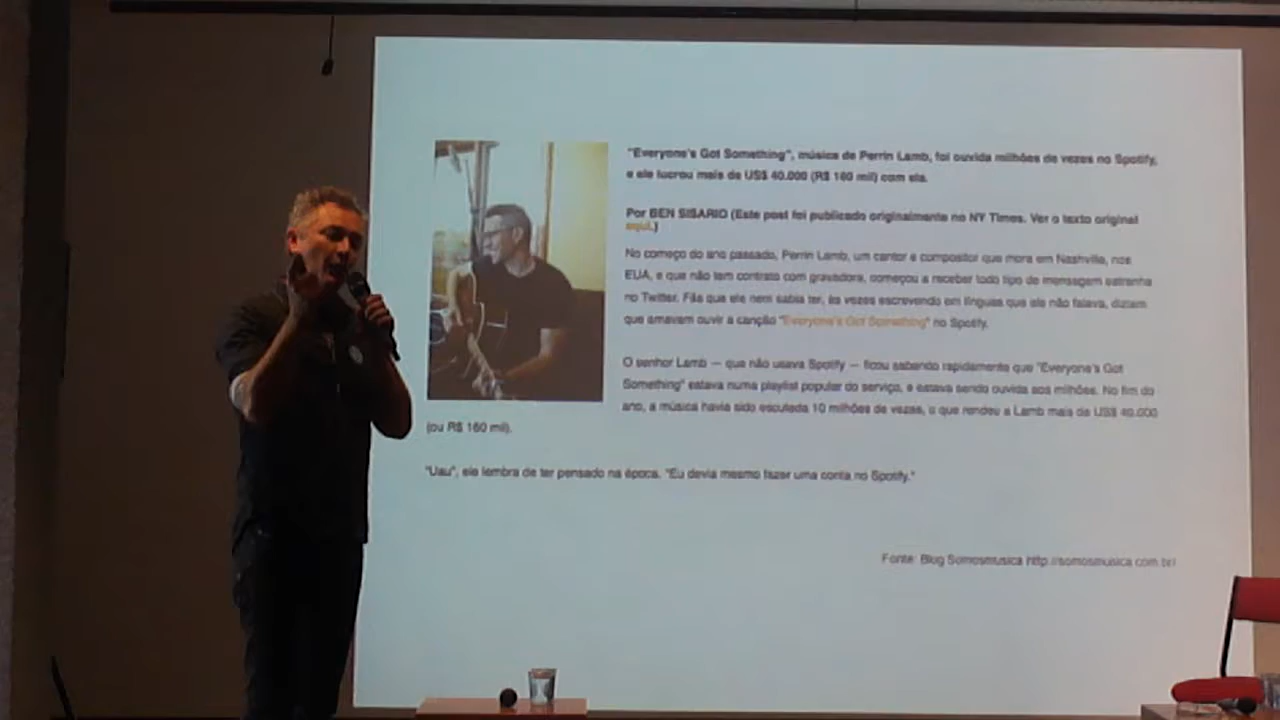 "Everyone's Got Something", música de Perrin Lamb, foi ouvida milhões de vezes no Spotify,
e ele lucrou mais de US$ 40.000 (R$ 160 mil) com ela.
Por BEN SISARIO (Este post foi publicado originalmente no NY Times. Ver o texto original
aqui.)
No começo do ano passado, Perrin Lamb, um cantor e compositor que mora em Nashville, nos
EUA, e que não tem contrato com gravadora, começou a receber todo tipo de mensagem estranha
no Twitter. Fãs que ele nem sabia ter, às vezes escrevendo em línguas que ele não falava, diziam
que amavam ouvir a canção "Everyone's Got Something" no Spotify.
O senhor Lamb — que não usava Spotify — ficou sabendo rapidamente que "Everyone's Got
Something" estava numa playlist popular do serviço, e estava sendo ouvida aos milhões. No fim do
ano, a música havia sido escutada 10 milhões de vezes, o que rendeu a Lamb mais de US$ 40.000
(ou R$ 160 mil).
"Uau", ele lembra de ter pensado na época. "Eu devia mesmo fazer uma conta no Spotify."
Fonte: Blog Somosmusica http://somosmusica.com.br/